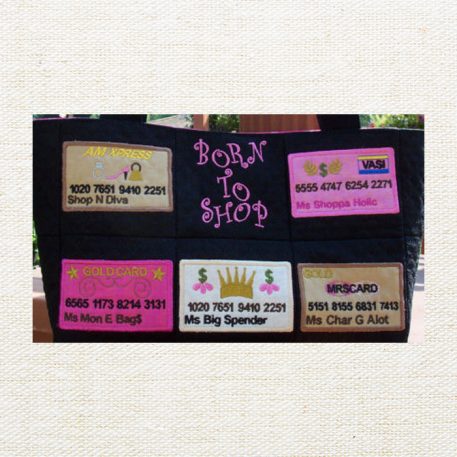 AM XPRESS
1020 7651 9410 2251
Shop N Diva
BORN
TO
SHOP
$
VASI
5555 4747 6254 2271
Ms Shoppa Holic
GOLD CARD
6565 1173 8214 3131
Ms Mon E Bag$
$ $
1020 7651 9410 2251
Ms Big Spender
GOLD
MRSCARD
5151 8155 6831 7413
Ms Char G Alot